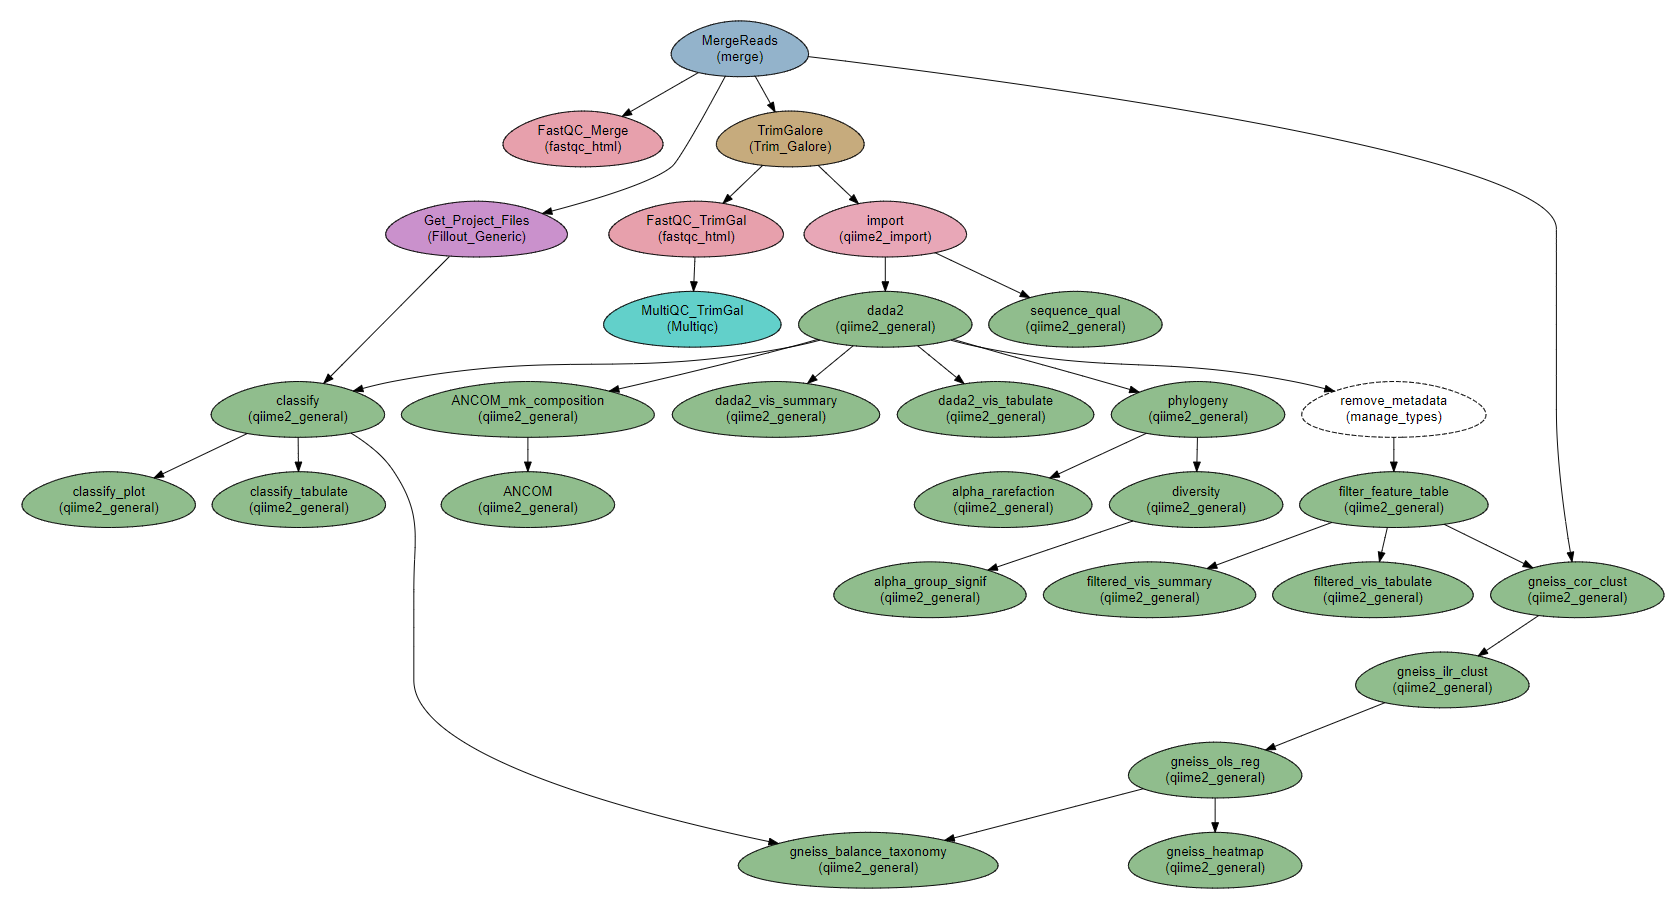 MergeReads
(merge)
FastQC_Merge
(fastqc_html)
TrimGalore
(Trim_Galore)
Get_Project_Files
(Fillout_Generic)
FastQC_TrimGal
(fastqc_html)
import
(qiime2_import)
MultiQC_TrimGal
(Multiqc)
dada2
(qiime2_general)
sequence_qual
(qiime2_general)
classify
(qiime2_general)
ANCOM_mk_composition
(qiime2_general)
dada2_vis_summary
(qiime2_general)
dada2_vis_tabulate
(qiime2_general)
phylogeny
(qiime2_general)
remove_metadata
(manage_types)
classify_plot
(qiime2_general)
classify_tabulate
(qiime2_general)
ANCOM
(qiime2_general)
alpha_rarefaction
(qiime2_general)
diversity
(qiime2_general)
filter_feature_table
(qiime2_general)
alpha_group_signif
(qiime2_general)
filtered_vis_summary
(qiime2_general)
filtered_vis_tabulate
(qiime2_general)
gneiss_cor_clust
(qiime2_general)
gneiss_ilr_clust
(qiime2_general)
gneiss_ols_reg
(qiime2_general)
gneiss_balance_taxonomy
(qiime2_general)
gneiss_heatmap
(qiime2_general)